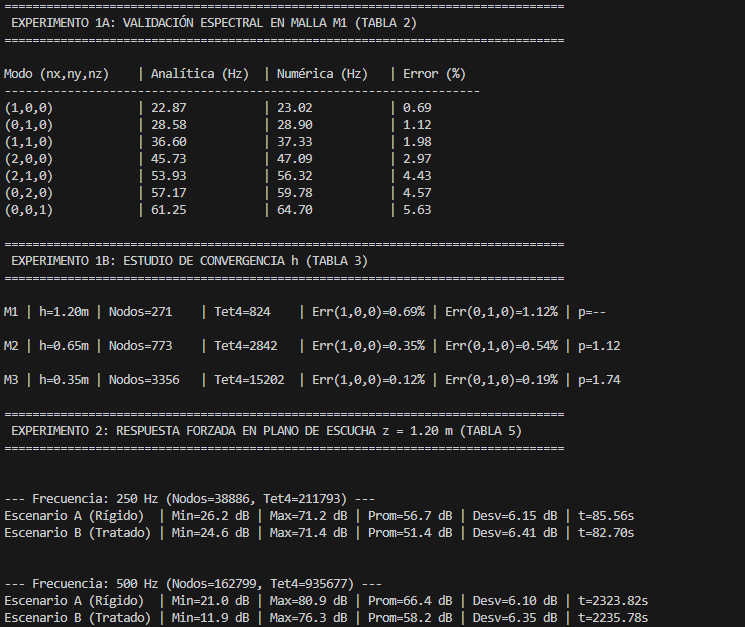 ================================================================================
EXPERIMENTO 1A: VALIDACIÓN ESPECTRAL EN MALLA M1 (TABLA 2)
================================================================================
Modo (nx,ny,nz) | Analítica (Hz) | Numérica (Hz) | Error (%)
--------------------------------------------------------------------
(1,0,0) | 22.87 | 23.02 | 0.69
(0,1,0) | 28.58 | 28.90 | 1.12
(1,1,0) | 36.60 | 37.33 | 1.98
(2,0,0) | 45.73 | 47.09 | 2.97
(2,1,0) | 53.93 | 56.32 | 4.43
(0,2,0) | 57.17 | 59.78 | 4.57
(0,0,1) | 61.25 | 64.70 | 5.63
================================================================================
EXPERIMENTO 1B: ESTUDIO DE CONVERGENCIA h (TABLA 3)
================================================================================
M1 | h=1.20m | Nodos=271 | Tet4=824 | Err(1,0,0)=0.69% | Err(0,1,0)=1.12% | p=--
M2 | h=0.65m | Nodos=773 | Tet4=2842 | Err(1,0,0)=0.35% | Err(0,1,0)=0.54% | p=1.12
M3 | h=0.35m | Nodos=3356 | Tet4=15202 | Err(1,0,0)=0.12% | Err(0,1,0)=0.19% | p=1.74
================================================================================
EXPERIMENTO 2: RESPUESTA FORZADA EN PLANO DE ESCUCHA z = 1.20 m (TABLA 5)
================================================================================
--- Frecuencia: 250 Hz (Nodos=38886, Tet4=211793) ---
Escenario A (Rígido) | Min=26.2 dB | Max=71.2 dB | Prom=56.7 dB | Desv=6.15 dB | t=85.56s
Escenario B (Tratado) | Min=24.6 dB | Max=71.4 dB | Prom=51.4 dB | Desv=6.41 dB | t=82.70s
--- Frecuencia: 500 Hz (Nodos=162799, Tet4=935677) ---
Escenario A (Rígido) | Min=21.0 dB | Max=80.9 dB | Prom=66.4 dB | Desv=6.10 dB | t=2323.82s
Escenario B (Tratado) | Min=11.9 dB | Max=76.3 dB | Prom=58.2 dB | Desv=6.35 dB | t=2235.78s